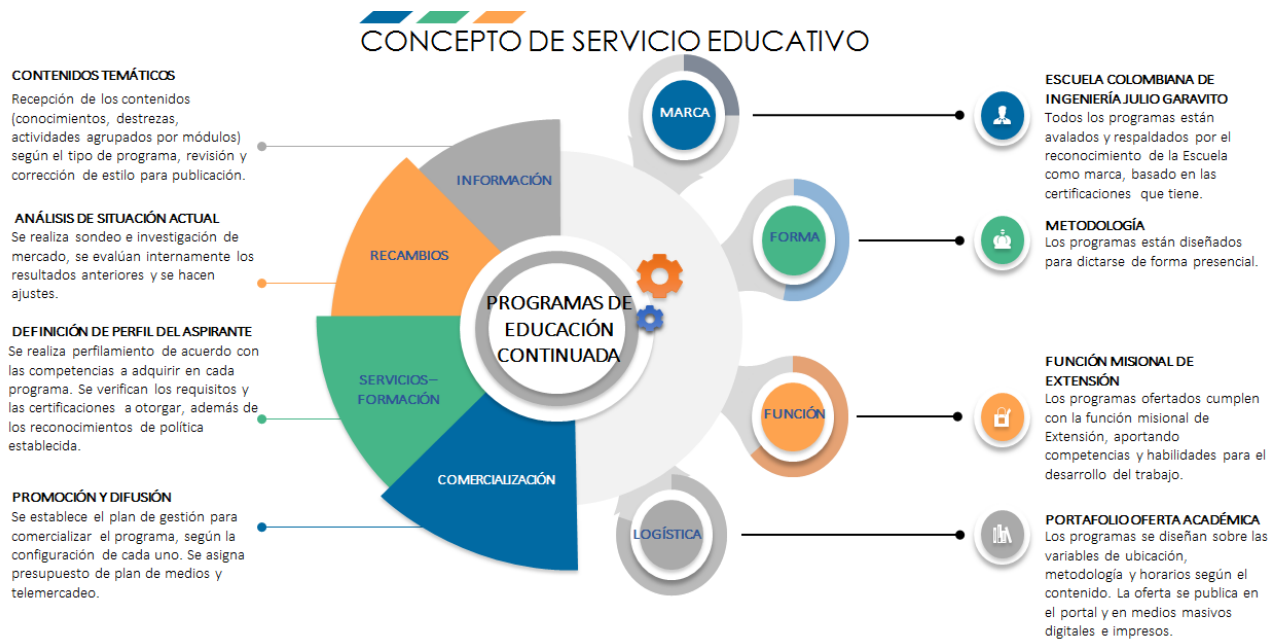 CONCEPTO DE SERVICIO EDUCATIVO
CONTENIDOS TEMÁTICOS
Recepción de los contenidos
(conocimientos, destrezas,
actividades agrupados por módulos)
según el tipo de programa, revisión y
corrección de estilo para publicación.
ANÁLISIS DE SITUACIÓN ACTUAL
Se realiza sondeo e investigación de
mercado, se evalúan internamente los
resultados anteriores y se hacen
ajustes.
DEFINICIÓN DE PERFIL DEL ASPIRANTE
Se realiza perfilamiento de acuerdo con
las competencias a adquirir en cada
programa. Se verifican los requisitos y
las certificaciones a otorgar, además de
los reconocimientos de política
establecida.
PROMOCIÓN Y DIFUSIÓN
Se establece el plan de gestión para
comercializar el programa, según la
configuración de cada uno. Se asigna
presupuesto de plan de medios y
telemercadeo.
INFORMACIÓN
RECAMBIOS
SERVICIOS–
FORMACIÓN
COMERCIALIZACIÓN
PROGRAMAS DE
EDUCACIÓN
CONTINUADA
MARCA
FORMA
FUNCIÓN
LOGÍSTICA
ESCUELA COLOMBIANA DE
INGENIERÍA JULIO GARAVITO
Todos los programas están
avalados y respaldados por el
reconocimiento de la Escuela
como marca, basado en las
certificaciones que tiene.
METODOLOGÍA
Los programas están diseñados
para dictarse de forma presencial.
FUNCIÓN MISIONAL DE
EXTENSIÓN
Los programas ofertados cumplen
con la función misional de
Extensión, aportando
competencias y habilidades para el
desarrollo del trabajo.
PORTAFOLIO OFERTA ACADÉMICA
Los programas se diseñan sobre las
variables de ubicación,
metodología y horarios según el
contenido. La oferta se publica en
el portal y en medios masivos
digitales e impresos.